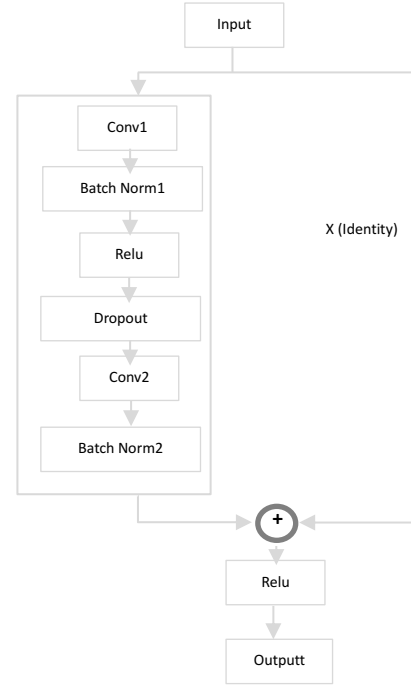 Input
Conv1
Batch Norm1
Relu
X (Identity)
Dropout
Conv2
Batch Norm2
+
Relu
Outputt